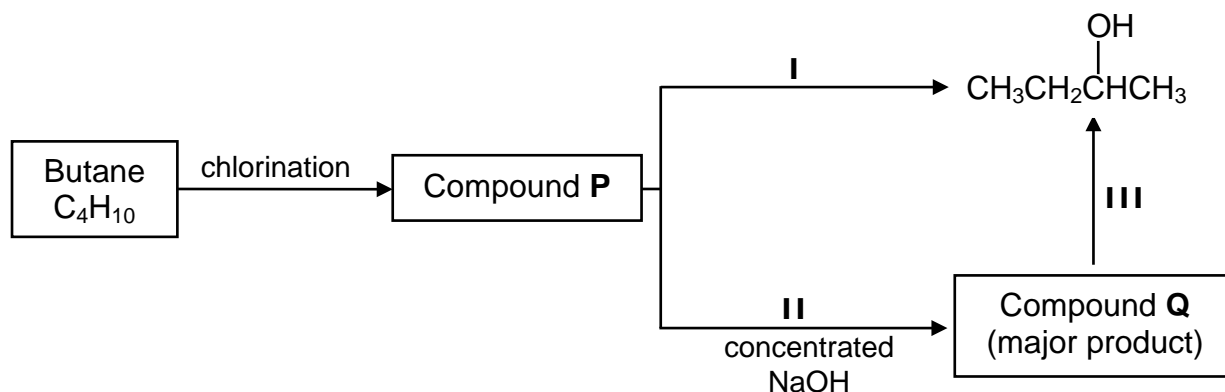 OH
I
CH₃CH₂CHCH₃
Butane
C₄H₁₀
chlorination
Compound P
III
II
concentrated
NaOH
Compound Q
(major product)